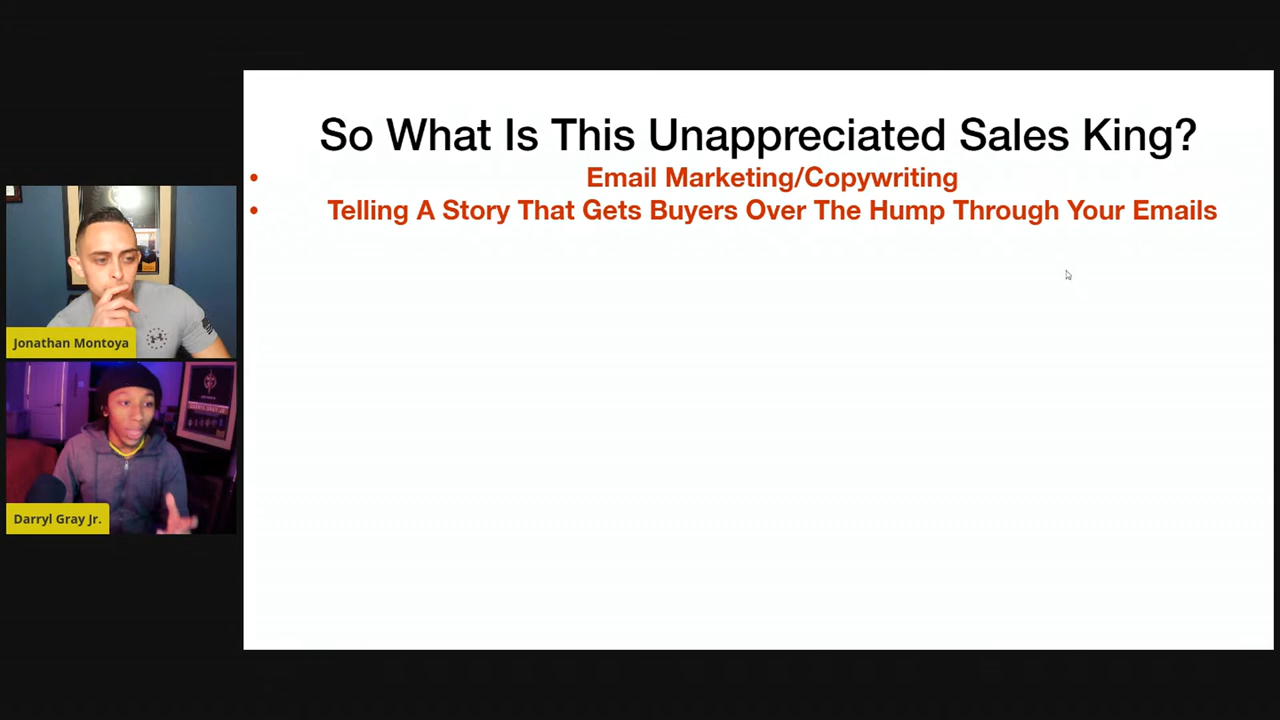 So What Is This Unappreciated Sales King?
• Email Marketing/Copywriting
• Telling A Story That Gets Buyers Over The Hump Through Your Emails
Jonathan Montoya
Darryl Gray Jr.